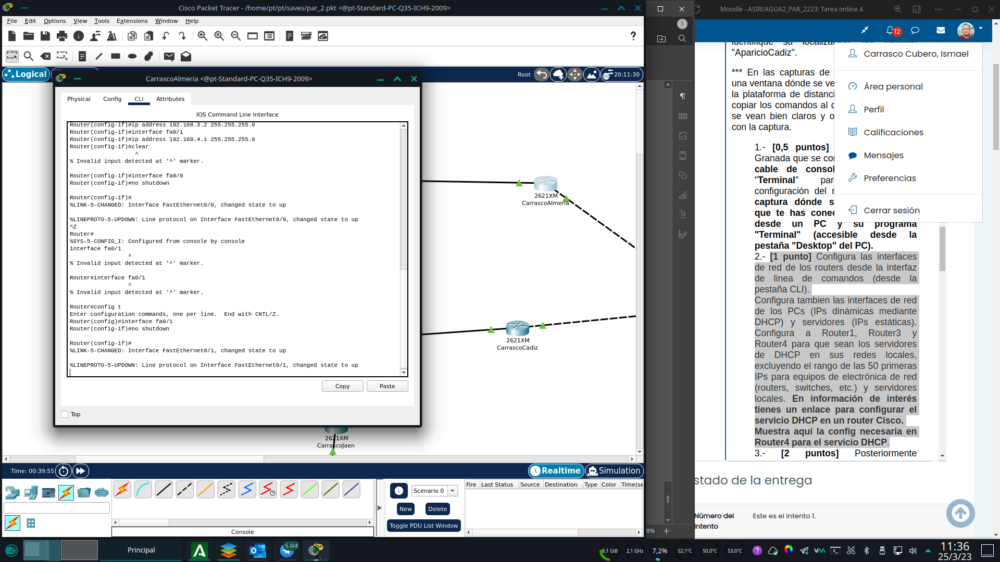 Cisco Packet Tracer - /home/pt/pt/saves/par_2.pkt <@pt-Standard-PC-Q35-ICH9-2009>
File Edit Options View Tools Extensions Window Help
Logical
Root
20:11:30
CarrascoAlmeria <@pt-Standard-PC-Q35-ICH9-2009>
Physical Config CLI Attributes
IOS Command Line Interface
Router(config-if)#ip address 192.168.3.2 255.255.255.0
Router(config-if)#interface fa0/1
Router(config-if)#ip address 192.168.4.1 255.255.255.0
Router(config-if)#clear
^
% Invalid input detected at '^' marker.
Router(config-if)#interface fa0/0
Router(config-if)#no shutdown
Router(config-if)#
%LINK-5-CHANGED: Interface FastEthernet0/0, changed state to up
%LINEPROTO-5-UPDOWN: Line protocol on Interface FastEthernet0/0, changed state to up
^Z
Router#
%SYS-5-CONFIG_I: Configured from console by console
interface fa0/1
^
% Invalid input detected at '^' marker.
Router#interface fa0/1
^
% Invalid input detected at '^' marker.
Router#config t
Enter configuration commands, one per line.  End with CNTL/Z.
Router(config)#interface fa0/1
Router(config-if)#no shutdown
Router(config-if)#
%LINK-5-CHANGED: Interface FastEthernet0/1, changed state to up
%LINEPROTO-5-UPDOWN: Line protocol on Interface FastEthernet0/1, changed state to up
Copy Paste
Top
2621XM
CarrascoAlmeria
2621XM
CarrascoCadiz
2621XM
CarrascoJaen
Time: 00:39:55
Realtime Simulation
Scenario 0
New Delete
Toggle PDU List Window
Fire Last Status Source Destination Type Color Time(se
Console
0%
Moodle - ASIR/AGUA2_PAR_2223: Tarea online 4
12
"AparicioCadiz".
*** En las capturas de
una ventana dónde se ve
la plataforma de distanci
copiar los comandos al d
se vean bien claros y o
con la captura.
Carrasco Cubero, Ismael
Área personal
Perfil
Calificaciones
Mensajes
Preferencias
Cerrar sesión
1.- [0,5 puntos]
Granada que se co
cable de consol
"Terminal" par
configuración del r
captura dónde s
que te has conec
desde un PC y su programa
"Terminal" (accesible desde la
pestaña "Desktop" del PC).
2.- [1 punto] Configura las interfaces
de red de los routers desde la interfaz
de linea de comandos (desde la
pestaña CLI).
Configura tambien las interfaces de red
de los PCs (IPs dinámicas mediante
DHCP) y servidores (IPs estáticas).
Configura a Router1, Router3 y
Router4 para que sean los servidores
de DHCP en sus redes locales,
excluyendo el rango de las 50 primeras
IPs para equipos de electrónica de red
(routers, switches, etc.) y servidores
locales. En información de interés
tienes un enlace para configurar el
servicio DHCP en un router Cisco.
Muestra aquí la config necesaria en
Router4 para el servicio DHCP.
3.- [2 puntos] Posteriormente
stado de la entrega
Número del
intento
Este es el intento 1.
Principal
5.324
8,1 GiB
2,1 GHz
7,2%
52,1°C
50,0°C
53,0°C
11:36
25/3/23